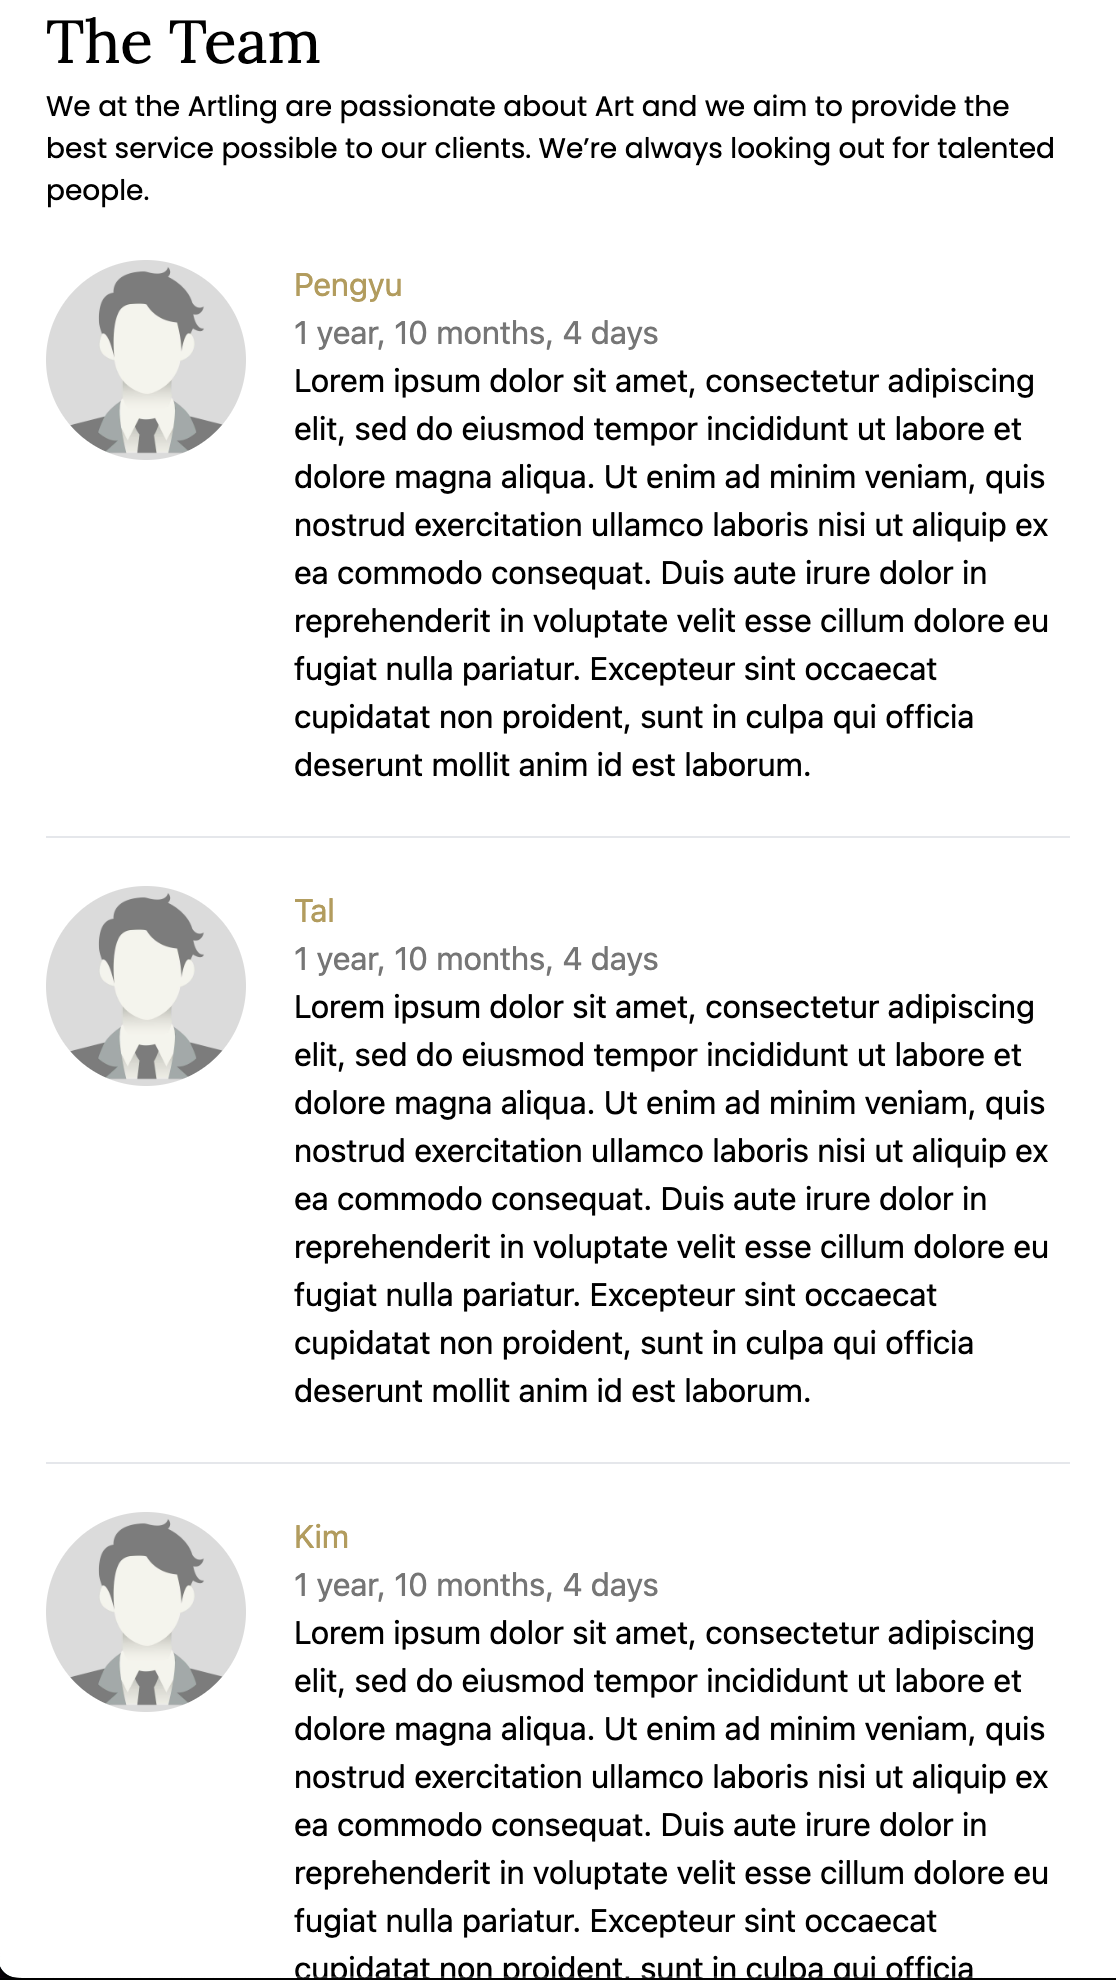 The Team
We at the Artling are passionate about Art and we aim to provide the
best service possible to our clients. We’re always looking out for talented
people.
Pengyu
1 year, 10 months, 4 days
Lorem ipsum dolor sit amet, consectetur adipiscing
elit, sed do eiusmod tempor incididunt ut labore et
dolore magna aliqua. Ut enim ad minim veniam, quis
nostrud exercitation ullamco laboris nisi ut aliquip ex
ea commodo consequat. Duis aute irure dolor in
reprehenderit in voluptate velit esse cillum dolore eu
fugiat nulla pariatur. Excepteur sint occaecat
cupidatat non proident, sunt in culpa qui officia
deserunt mollit anim id est laborum.
Tal
1 year, 10 months, 4 days
Lorem ipsum dolor sit amet, consectetur adipiscing
elit, sed do eiusmod tempor incididunt ut labore et
dolore magna aliqua. Ut enim ad minim veniam, quis
nostrud exercitation ullamco laboris nisi ut aliquip ex
ea commodo consequat. Duis aute irure dolor in
reprehenderit in voluptate velit esse cillum dolore eu
fugiat nulla pariatur. Excepteur sint occaecat
cupidatat non proident, sunt in culpa qui officia
deserunt mollit anim id est laborum.
Kim
1 year, 10 months, 4 days
Lorem ipsum dolor sit amet, consectetur adipiscing
elit, sed do eiusmod tempor incididunt ut labore et
dolore magna aliqua. Ut enim ad minim veniam, quis
nostrud exercitation ullamco laboris nisi ut aliquip ex
ea commodo consequat. Duis aute irure dolor in
reprehenderit in voluptate velit esse cillum dolore eu
fugiat nulla pariatur. Excepteur sint occaecat
cupidatat non proident, sunt in culpa qui officia